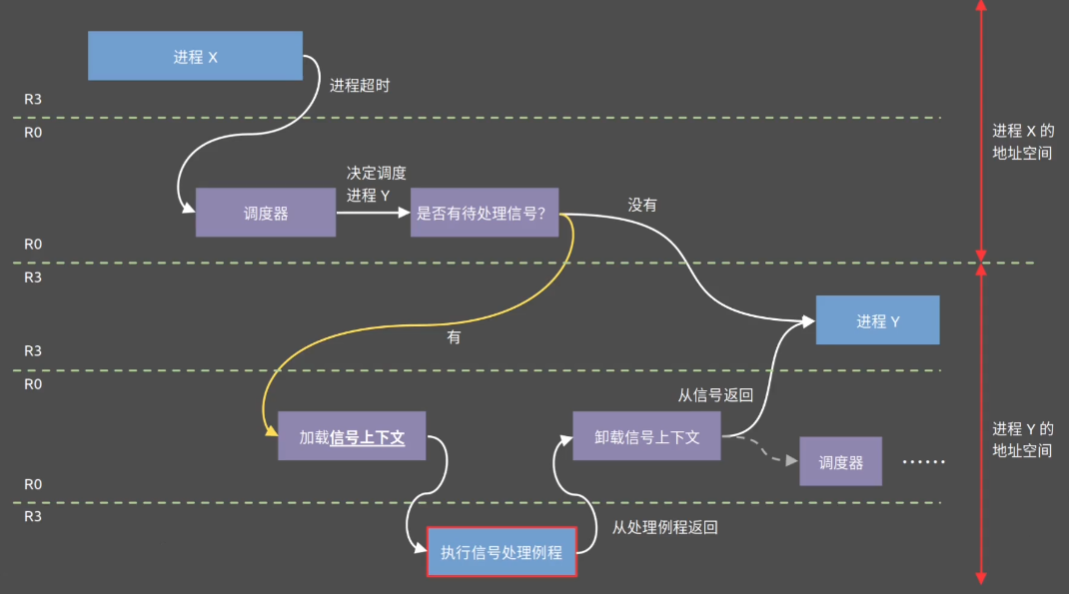 进程 X
进程超时
R3
R0
进程 X 的
地址空间
决定调度
进程 Y
调度器
是否有待处理信号？
没有
R0
R3
进程 Y
有
R3
R0
从信号返回
加载信号上下文
卸载信号上下文
进程 Y 的
地址空间
调度器
······
R0
R3
从处理例程返回
执行信号处理例程